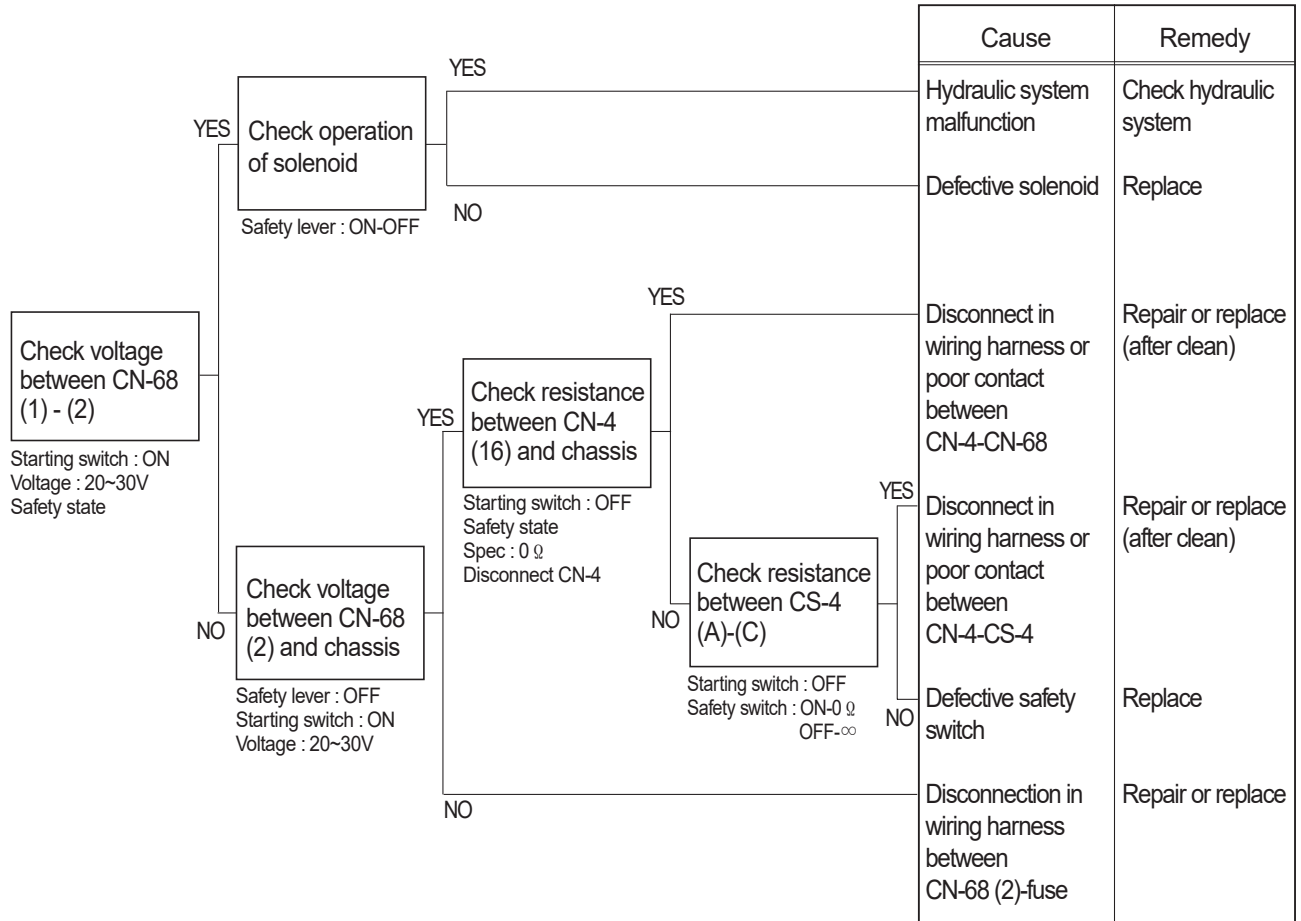 Cause
Remedy
YES
Hydraulic system
malfunction
Check hydraulic
system
YES
Check operation
of solenoid
Defective solenoid
Replace
NO
Safety lever : ON-OFF
YES
Disconnect in
wiring harness or
poor contact
between
CN-4-CN-68
Repair or replace
(after clean)
Check voltage
between CN-68
(1) - (2)
Starting switch : ON
Voltage : 20~30V
Safety state
YES
Check resistance
between CN-4
(16) and chassis
Starting switch : OFF
Safety state
Spec : 0 Ω
Disconnect CN-4
YES
Disconnect in
wiring harness or
poor contact
between
CN-4-CS-4
Repair or replace
(after clean)
NO
Check resistance
between CS-4
(A)-(C)
Starting switch : OFF
Safety switch : ON-0 Ω
OFF-∞
NO
Defective safety
switch
Replace
NO
Check voltage
between CN-68
(2) and chassis
Safety lever : OFF
Starting switch : ON
Voltage : 20~30V
NO
Disconnection in
wiring harness
between
CN-68 (2)-fuse
Repair or replace